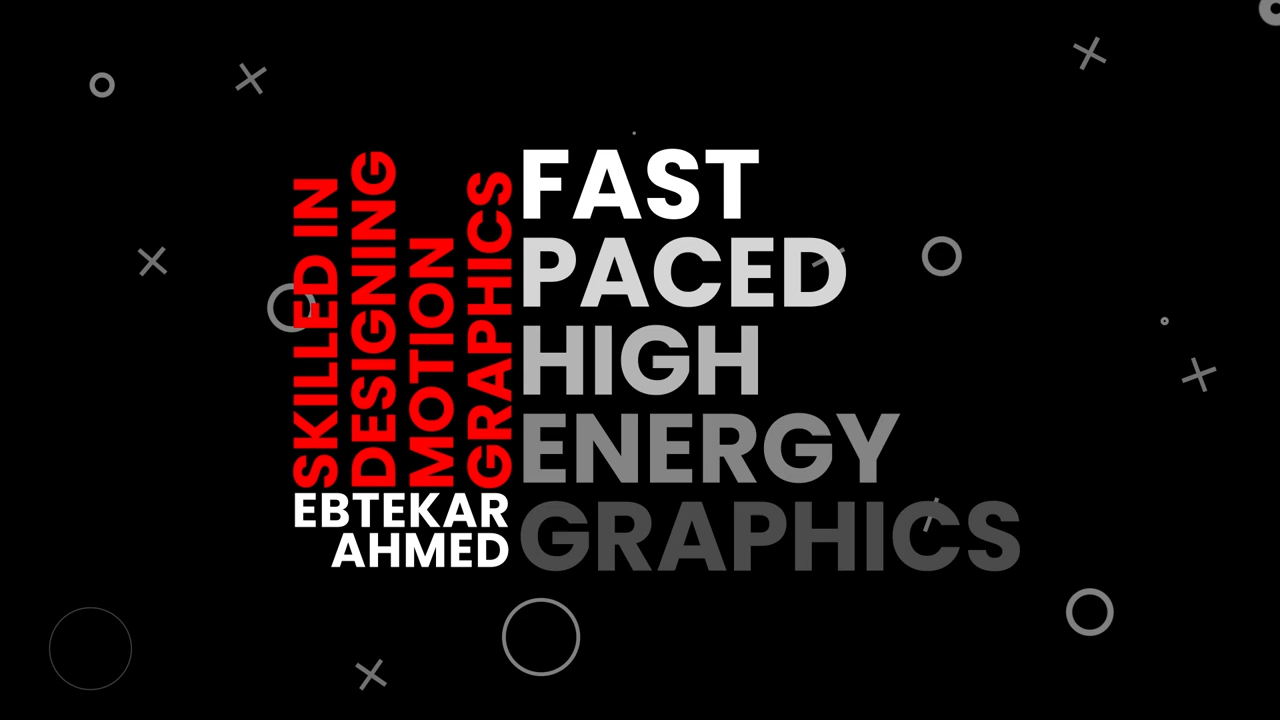 SKILLED IN
DESIGNING
MOTION
GRAPHICS
EBTEKAR
AHMED
FAST
PACED
HIGH
ENERGY
GRAPHICS